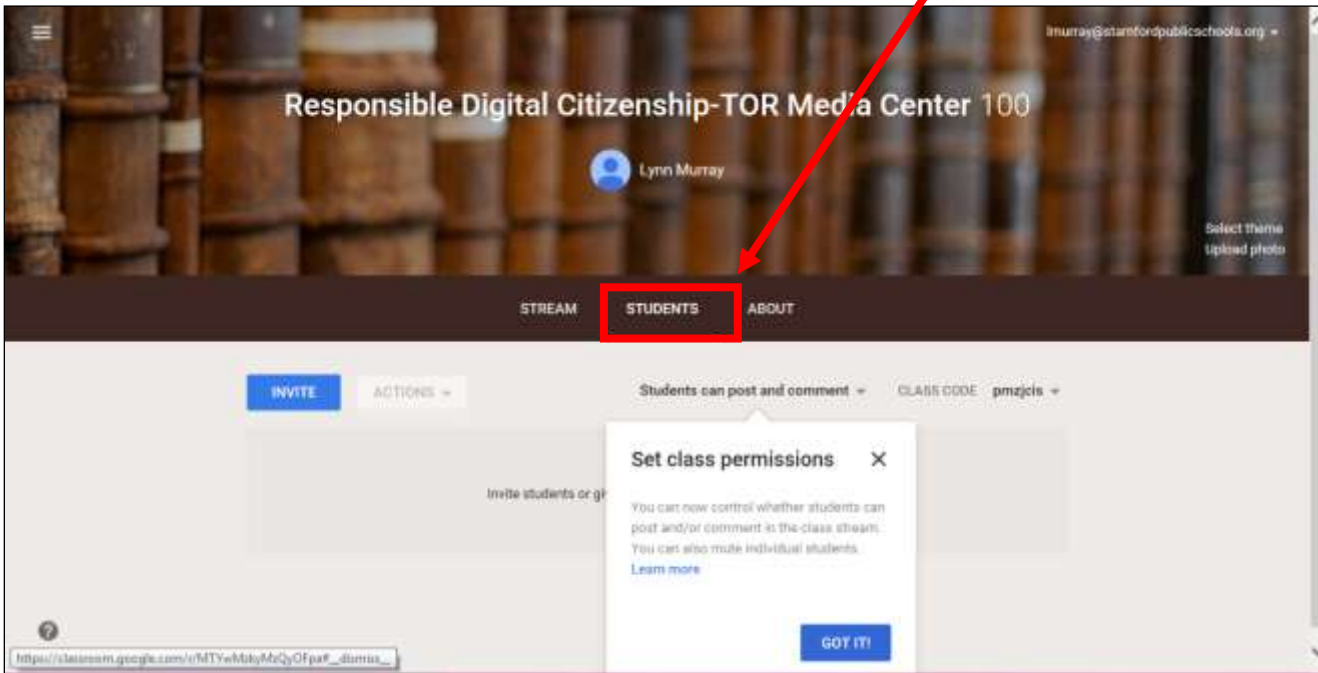 lmurray@stamfordpublicschools.org
Responsible Digital Citizenship-TOR Media Center 100
Lynn Murray
Select theme
Upload photo
STREAM STUDENTS ABOUT
INVITE ACTIONS Students can post and comment CLASS CODE pmzjcis
Set class permissions
Invite students or gi
You can now control whether students can
post and/or comment in the class stream.
You can also mute individual students.
Learn more
GOT IT!